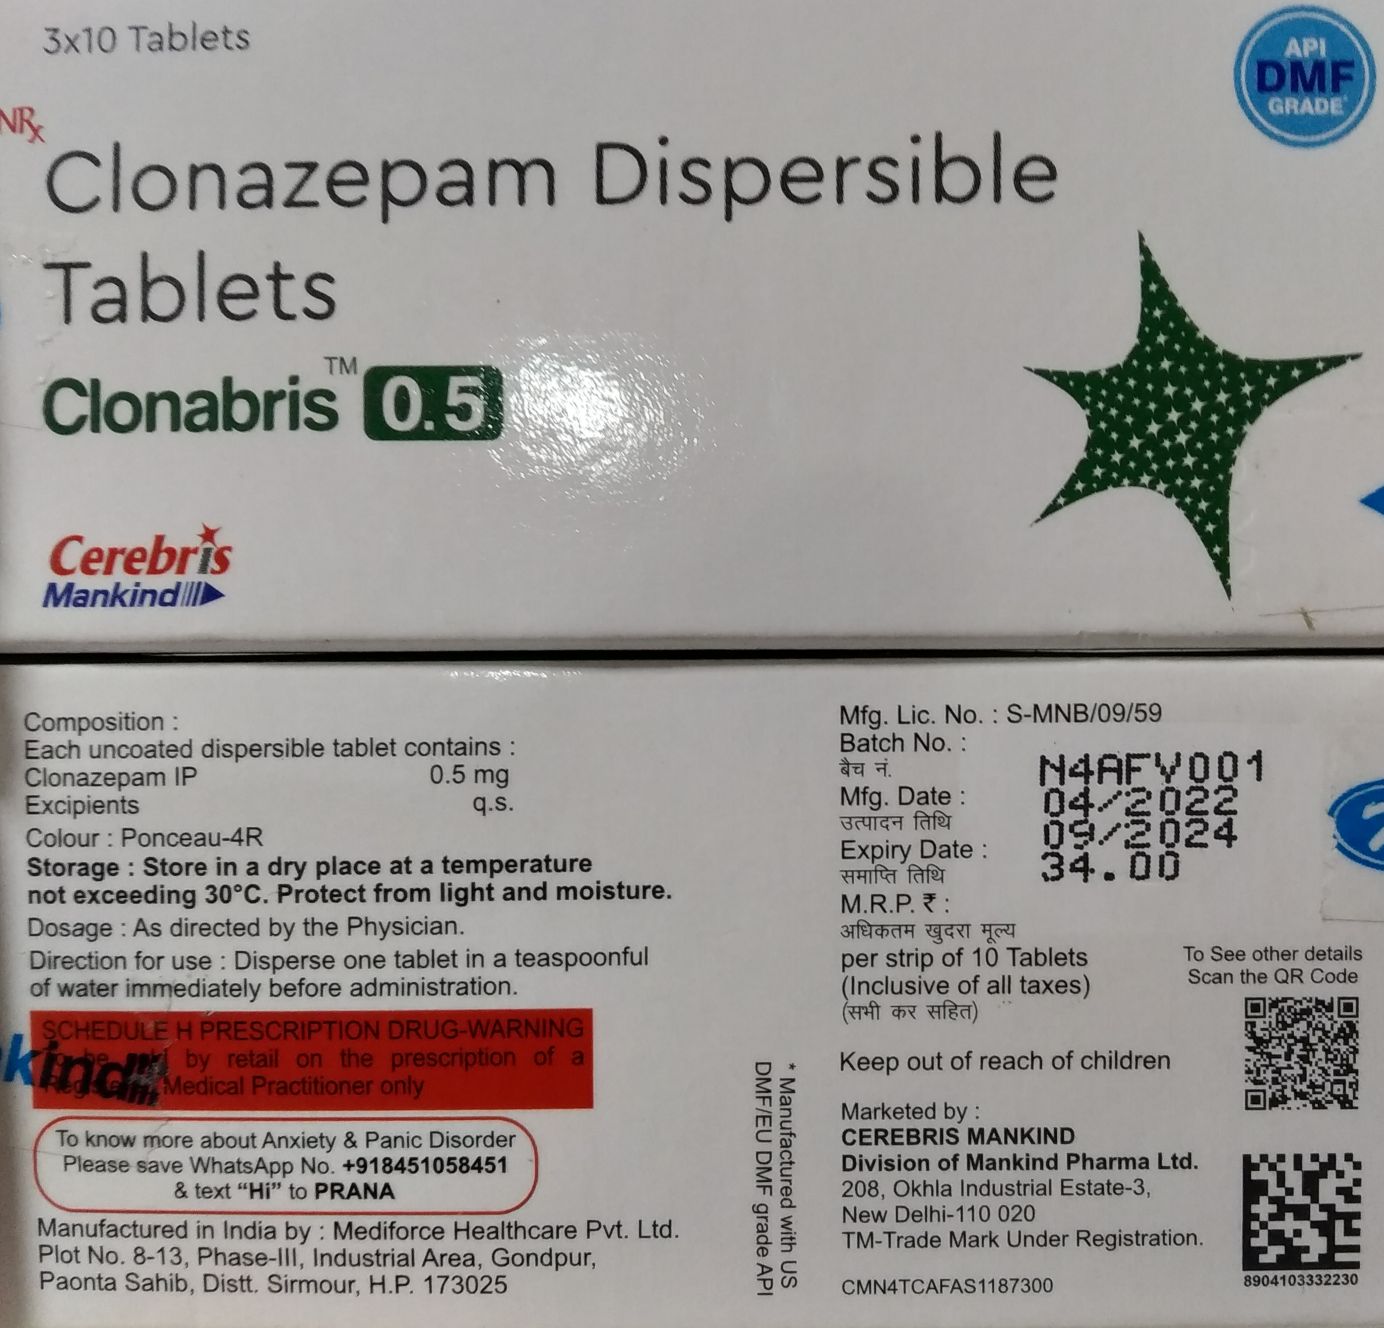 3x10 Tablets
API
DMF
GRADE*
NRx
Clonazepam Dispersible
Tablets
Clonabris™ 0.5
Cerebris
Mankind
Composition :
Each uncoated dispersible tablet contains :
Clonazepam IP 0.5 mg
Excipients q.s.
Colour : Ponceau-4R
Storage : Store in a dry place at a temperature
not exceeding 30°C. Protect from light and moisture.
Dosage : As directed by the Physician.
Direction for use : Disperse one tablet in a teaspoonful
of water immediately before administration.
SCHEDULE H PRESCRIPTION DRUG-WARNING
be by retail on the prescription of a
Medical Practitioner only
kind
To know more about Anxiety & Panic Disorder
Please save WhatsApp No. +918451058451
& text “Hi” to PRANA
Manufactured in India by : Mediforce Healthcare Pvt. Ltd.
Plot No. 8-13, Phase-III, Industrial Area, Gondpur,
Paonta Sahib, Distt. Sirmour, H.P. 173025
* Manufactured with US
DMF/EU DMF grade API
Mfg. Lic. No. : S-MNB/09/59
Batch No. :
बैच नं. N4AFV001
Mfg. Date : 04/2022
उत्पादन तिथि
Expiry Date : 09/2024
समाप्ति तिथि 34.00
M.R.P. ₹ :
अधिकतम खुदरा मूल्य
per strip of 10 Tablets
(Inclusive of all taxes)
(सभी कर सहित)
To See other details
Scan the QR Code
Keep out of reach of children
Marketed by :
CEREBRIS MANKIND
Division of Mankind Pharma Ltd.
208, Okhla Industrial Estate-3,
New Delhi-110 020
TM-Trade Mark Under Registration.
CMN4TCAFAS1187300
8904103332230